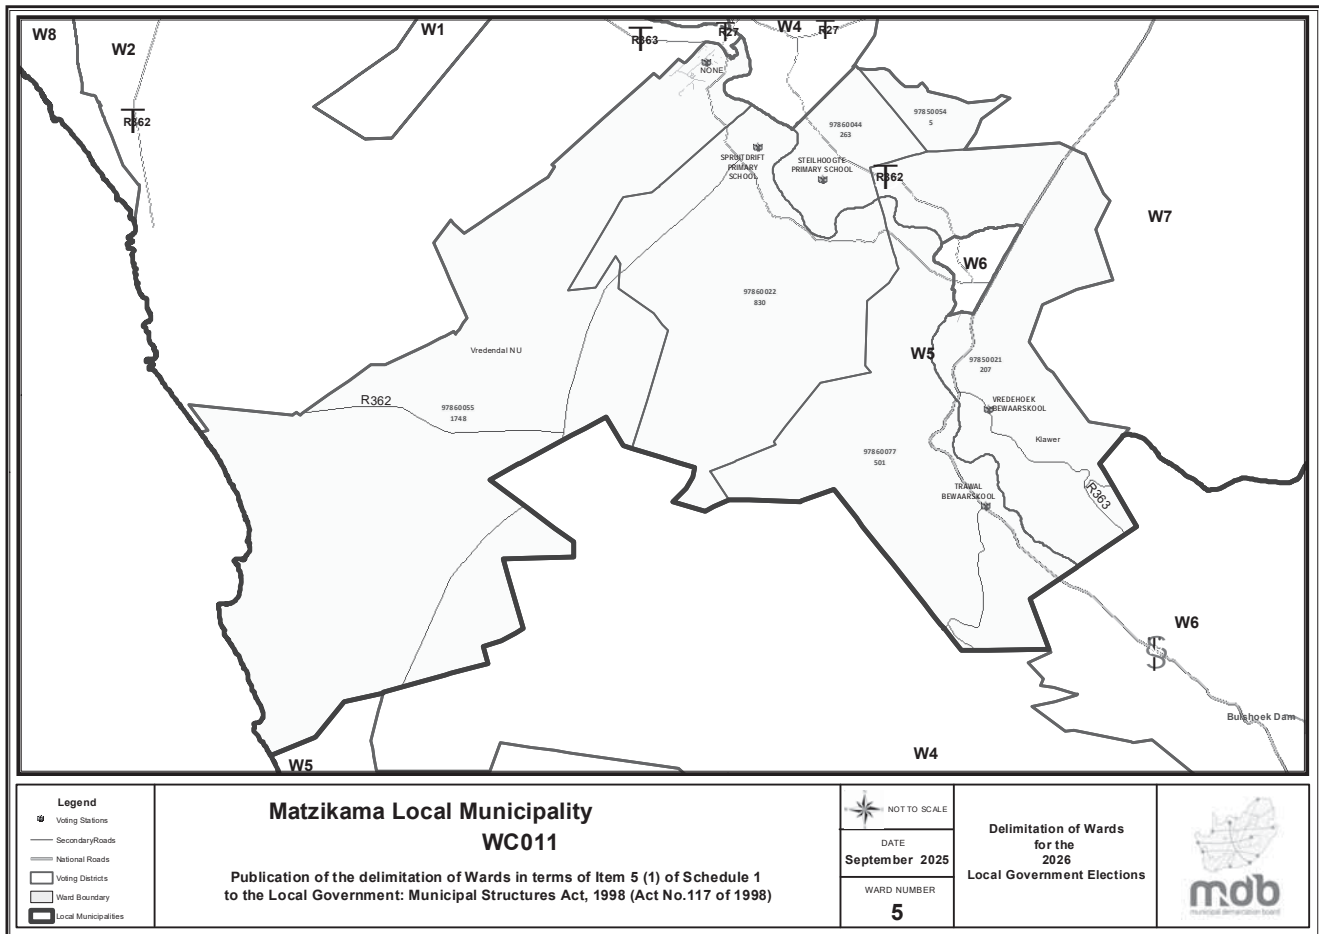 W8
W2
W1
R363
R27
W4
R27
NONE
R362
97850054
5
97860044
263
SPRUITDRIFT
PRIMARY
SCHOOL
STEILHOOGTE
PRIMARY SCHOOL
R362
W7
W6
97860022
830
Vredendal NU
W5
97850021
207
R362
97860055
1748
VREDEHOEK
BEWAARSKOOL
Klawer
97860077
501
TRAWAL
BEWAARSKOOL
R363
W6
Bulshoek Dam
W4
W5
Legend
Voting Stations
SecondaryRoads
National Roads
Voting Districts
Ward Boundary
Local Municipalities
Matzikama Local Municipality
WC011
Publication of the delimitation of Wards in terms of Item 5 (1) of Schedule 1
to the Local Government: Municipal Structures Act, 1998 (Act No.117 of 1998)
NOT TO SCALE
DATE
September 2025
WARD NUMBER
5
Delimitation of Wards
for the
2026
Local Government Elections
mdb
municipal demarcation board